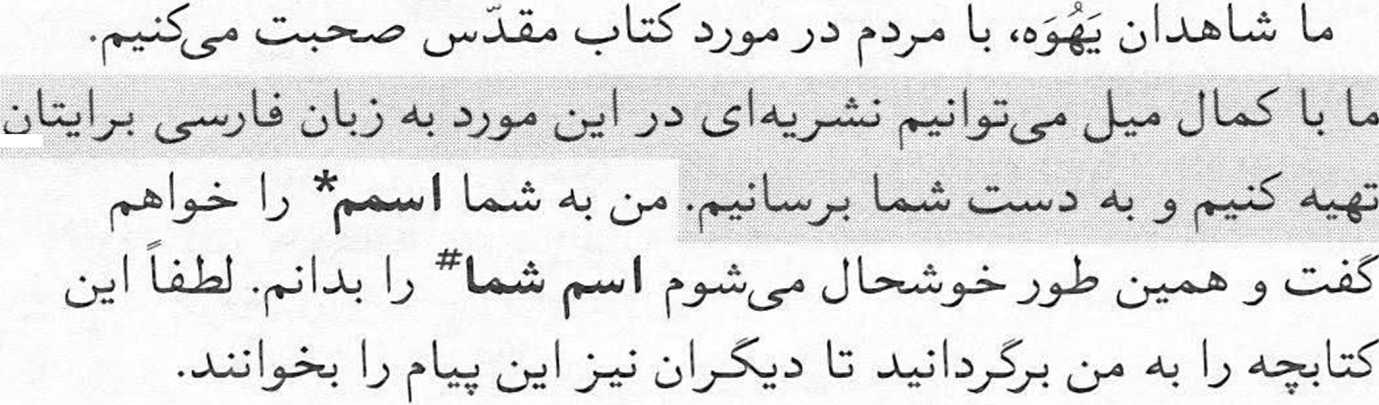 ما شاهدان یَهُوَه، با مردم در مورد کتاب مقدّس صحبت می‌کنیم.
ما با کمال میل می‌توانیم نشریه‌ای در این مورد به زبان فارسی برایتان
تهیه کنیم و به دست شما برسانیم. من به شما اسمم* را خواهم
گفت و همین طور خوشحال می‌شوم اسم شما# را بدانم. لطفاً این
کتابچه را به من برگردانید تا دیگران نیز این پیام را بخوانند.